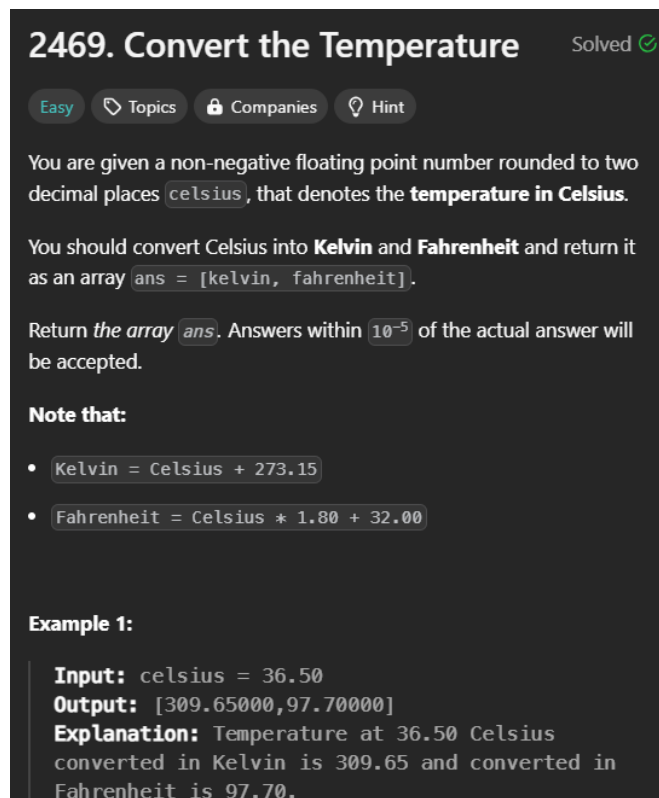 2469. Convert the Temperature
Solved
Easy Topics Companies Hint
You are given a non-negative floating point number rounded to two
decimal places celsius, that denotes the temperature in Celsius.
You should convert Celsius into Kelvin and Fahrenheit and return it
as an array ans = [kelvin, fahrenheit].
Return the array ans. Answers within 10⁻⁵ of the actual answer will
be accepted.
Note that:
• Kelvin = Celsius + 273.15
• Fahrenheit = Celsius * 1.80 + 32.00
Example 1:
Input: celsius = 36.50
Output: [309.65000,97.70000]
Explanation: Temperature at 36.50 Celsius
converted in Kelvin is 309.65 and converted in
Fahrenheit is 97.70.